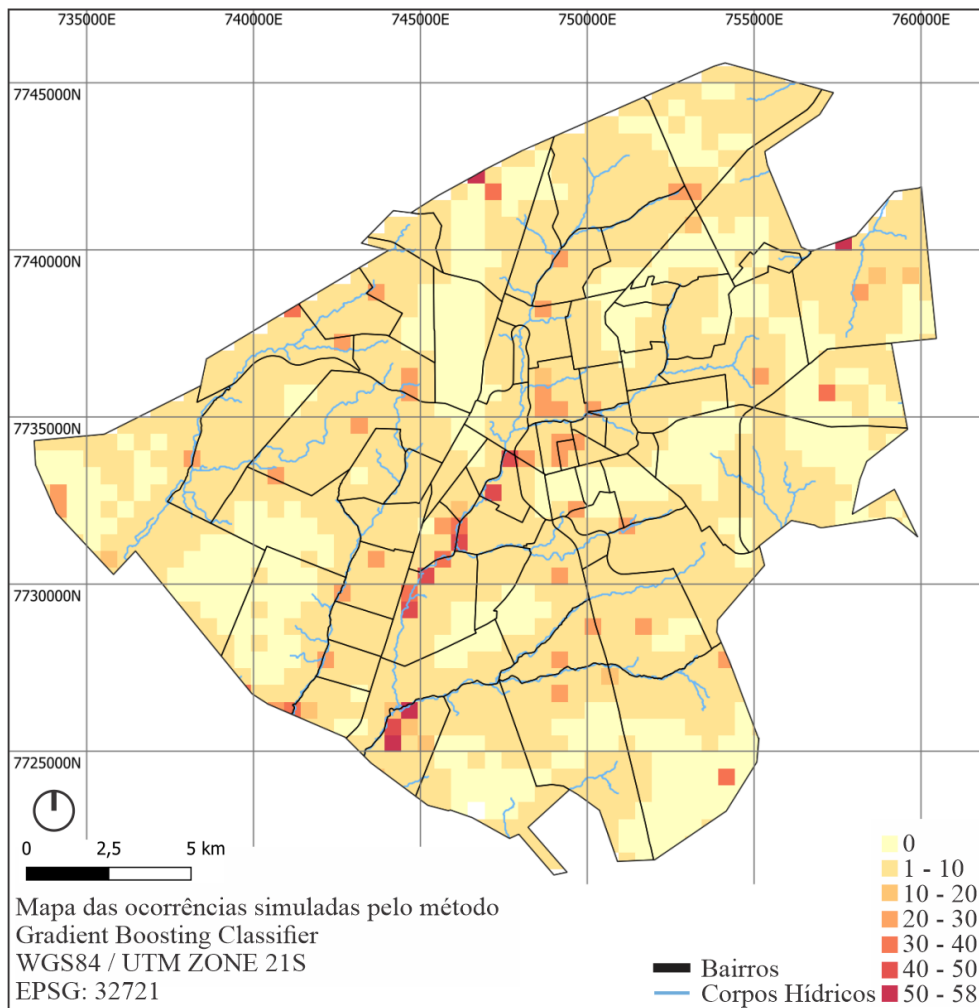 735000E 740000E 745000E 750000E 755000E 760000E
7745000N
7740000N
7735000N
7730000N
7725000N
0 2,5 5 km
Mapa das ocorrências simuladas pelo método
Gradient Boosting Classifier
WGS84 / UTM ZONE 21S
EPSG: 32721
Bairros
Corpos Hídricos
0
1 - 10
10 - 20
20 - 30
30 - 40
40 - 50
50 - 58